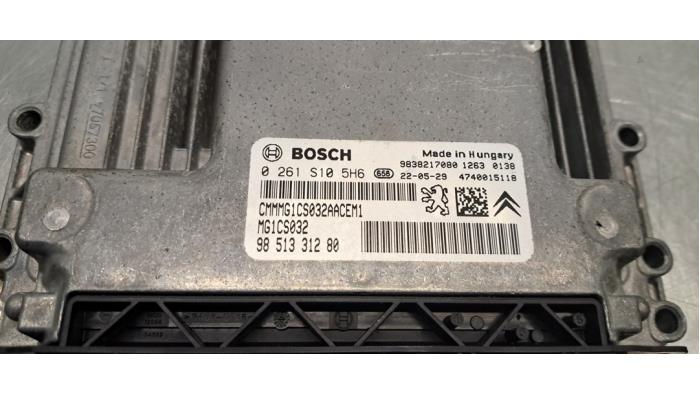 BOSCH
Made in Hungary
9838217080 1263 0138
0 261 S10 5H6 656 22-05-29 4740015118
CMMMG1CS032AACEM1
MG1CS032
98 513 312 80